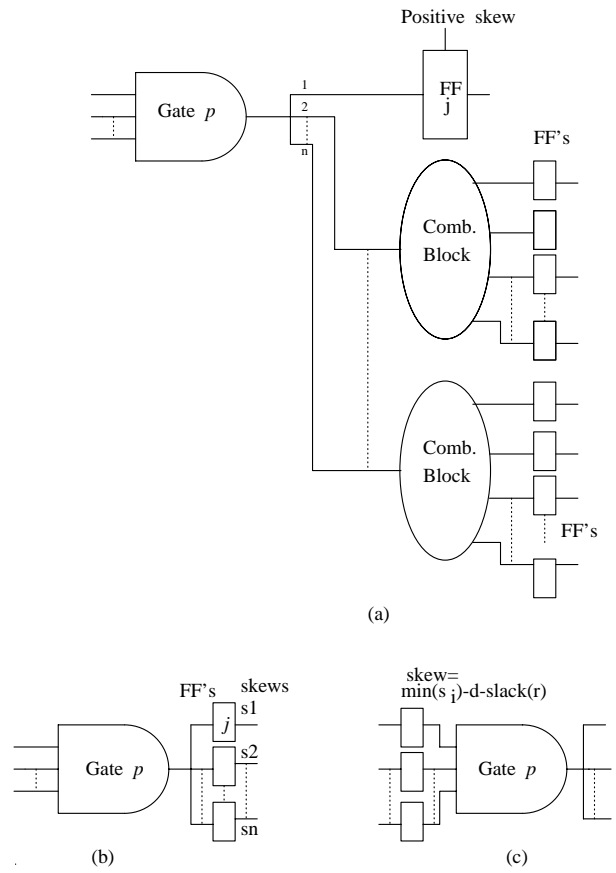 Positive skew
Gate p
1
2
n
FF
j
FF's
Comb.
Block
Comb.
Block
FF's
(a)
FF's skews
s1
j
s2
sn
Gate p
(b)
skew=
min(s i)-d-slack(r)
Gate p
(c)